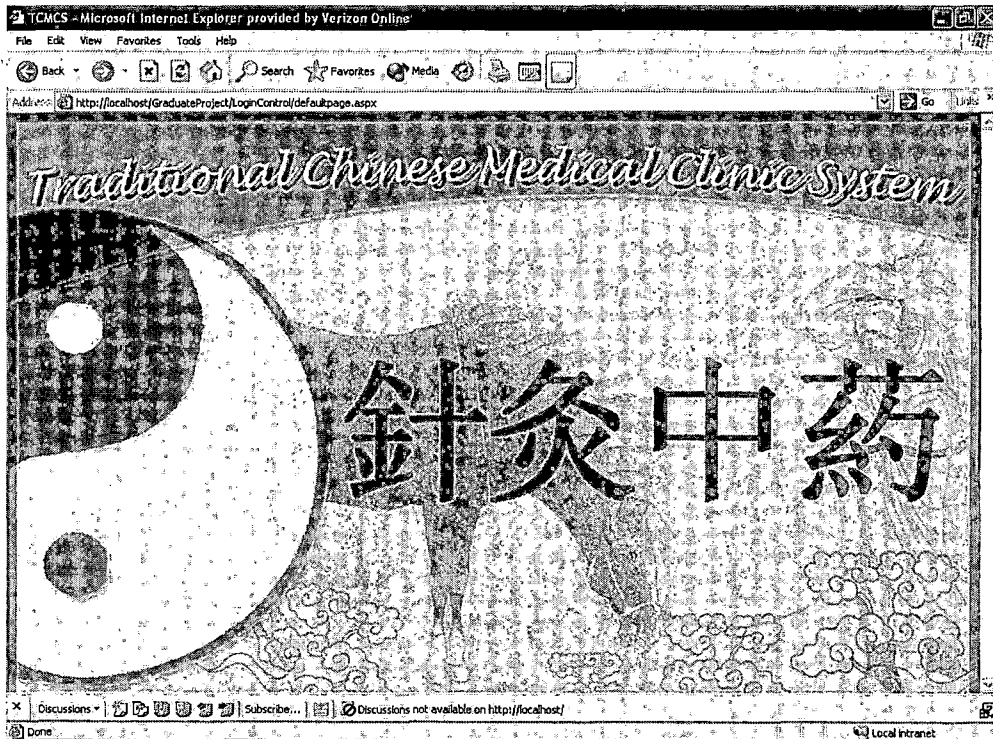 TCMCS - Microsoft Internet Explorer provided by Verizon Online
File Edit View Favorites Tools Help
Back Search Favorites Media
Address http://localhost/GraduateProject/LoginControl/defaultpage.aspx Go Links
Traditional Chinese Medical Clinic System
針灸中药
Discussions Subscribe... Discussions not available on http://localhost/
Done Local intranet